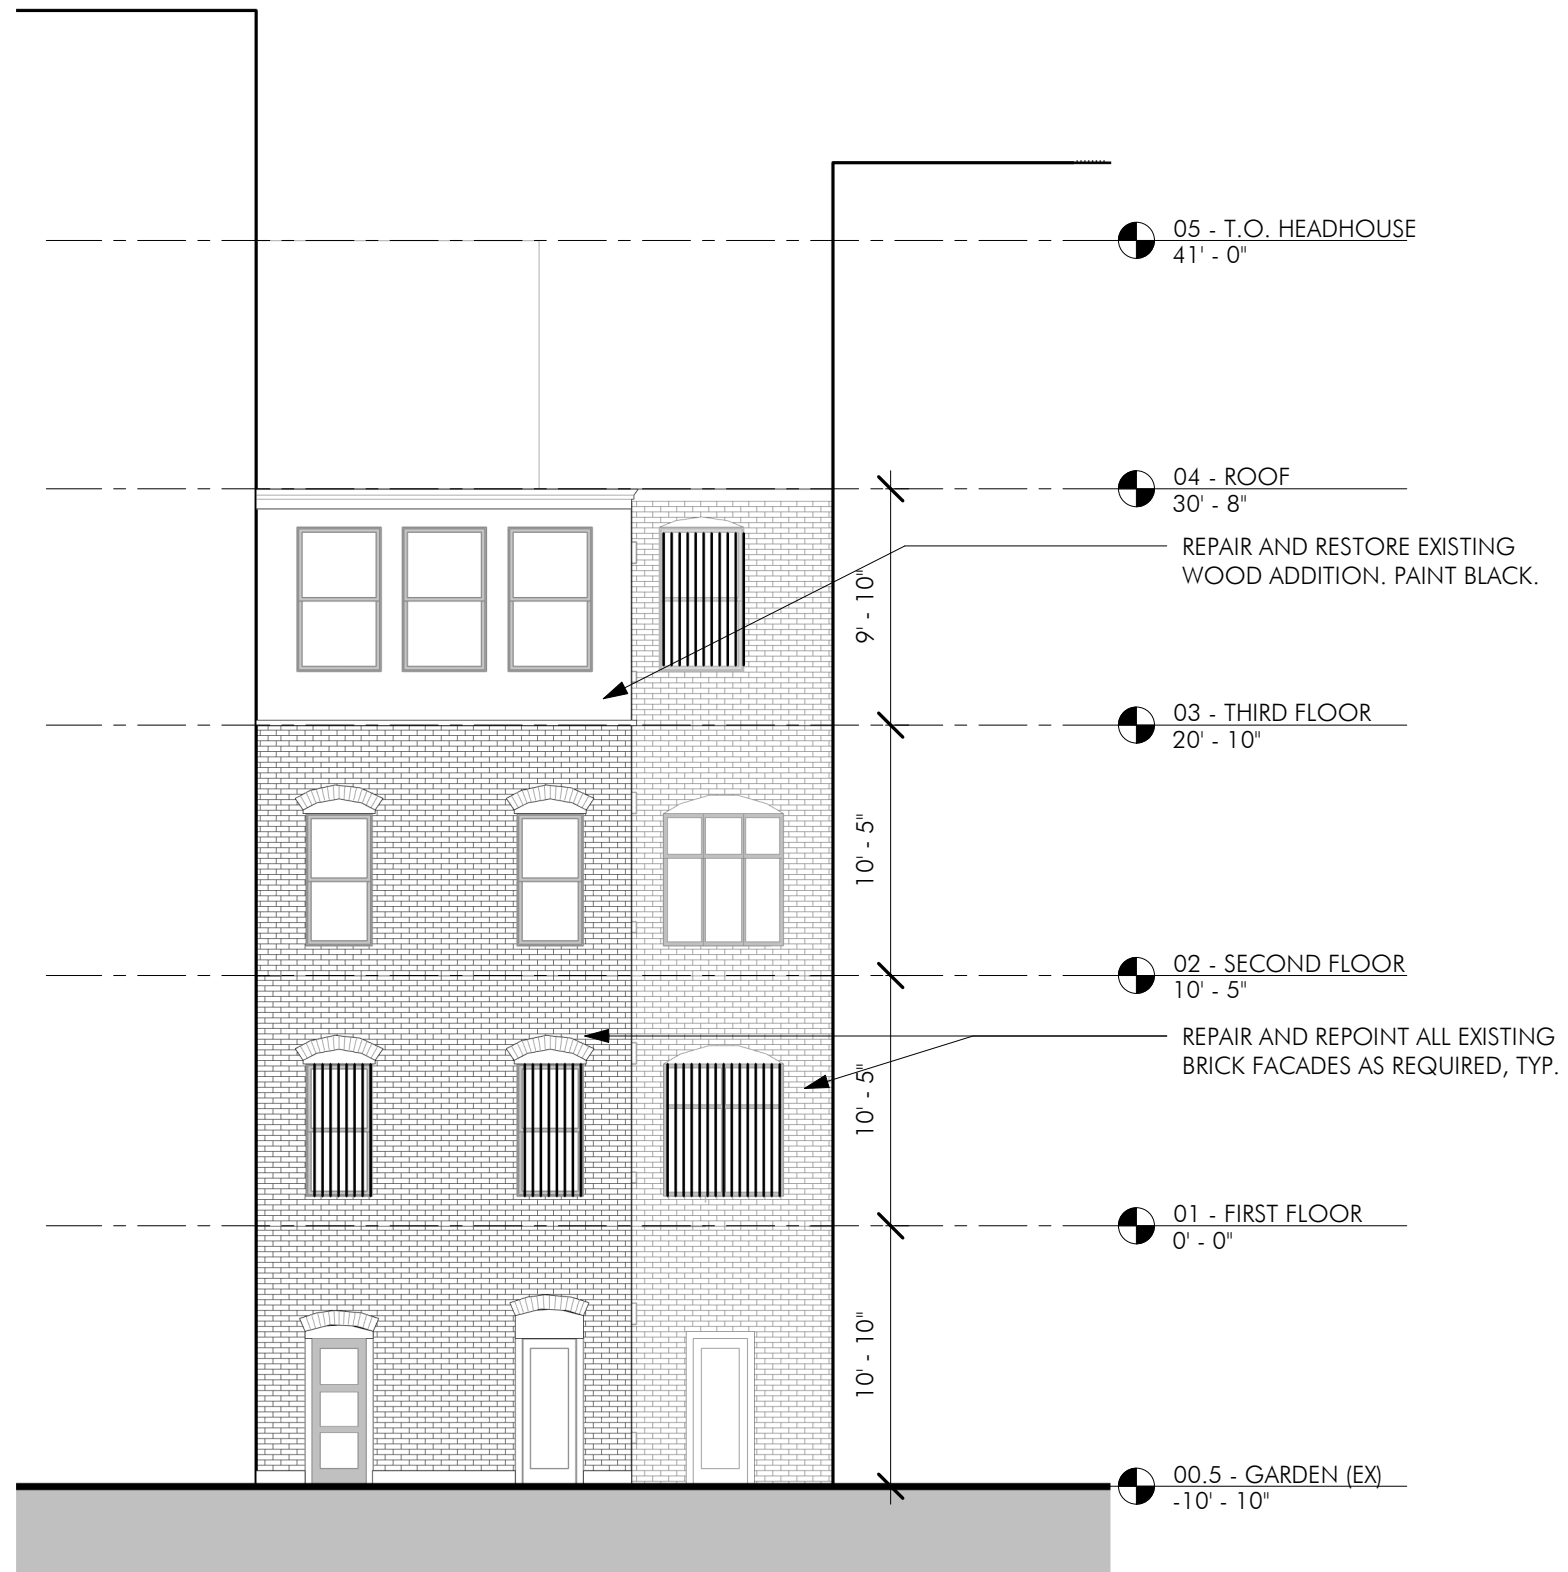 05 - T.O. HEADHOUSE
41' - 0"
04 - ROOF
30' - 8"
REPAIR AND RESTORE EXISTING
WOOD ADDITION. PAINT BLACK.
9' - 10"
03 - THIRD FLOOR
20' - 10"
10' - 5"
02 - SECOND FLOOR
10' - 5"
REPAIR AND REPOINT ALL EXISTING
BRICK FACADES AS REQUIRED, TYP.
10' - 5"
01 - FIRST FLOOR
0' - 0"
10' - 10"
00.5 - GARDEN (EX)
-10' - 10"